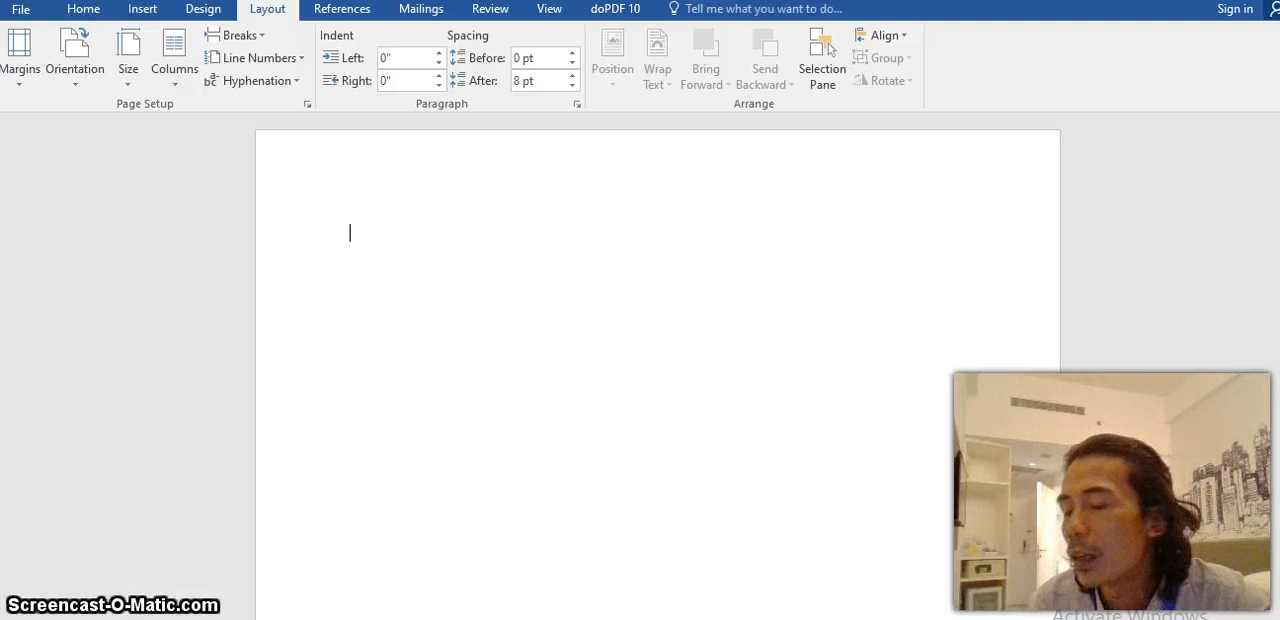 File Home Insert Design Layout References Mailings Review View doPDF 10 Tell me what you want to do... Sign in
Breaks Indent Spacing Align
Line Numbers Left: 0" Before: 0 pt Group
Margins Orientation Size Columns Position Wrap Text Bring Forward Send Backward Selection Pane
Hyphenation Right: 0" After: 8 pt Rotate
Page Setup Paragraph Arrange
Screencast-O-Matic.com
Activate Windows